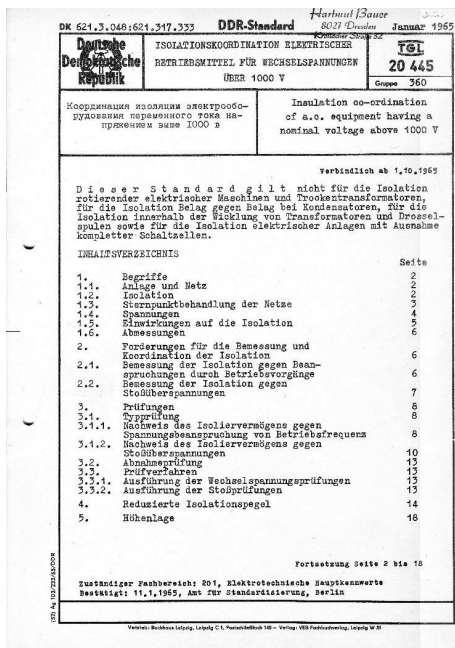 Hartmut Bauer
8027 Dresden
DK 621.3.048:621.317.333 DDR-Standard Januar 1965
Deutsche
Demokratische
Republik
ISOLATIONSKOORDINATION ELEKTRISCHER
BETRIEBSMITTEL FÜR WECHSELSPANNUNGEN
ÜBER 1000 V
TGL
20 445
Gruppe 360
Координация изоляции электрообо-
рудования переменного тока на-
пряжением выше 1000 в
Insulation co-ordination
of a.c. equipment having a
nominal voltage above 1000 V
Verbindlich ab 1.10.1965
Dieser Standard gilt nicht für die Isolation
rotierender elektrischer Maschinen und Trockentransformatoren,
für die Isolation Belag gegen Belag bei Kondensatoren, für die
Isolation innerhalb der Wicklung von Transformatoren und Drossel-
spulen sowie für die Isolation elektrischer Anlagen mit Ausnahme
kompletter Schaltzellen.
INHALTSVERZEICHNIS
Seite
1. Begriffe 2
1.1. Anlage und Netz 2
1.2. Isolation 2
1.3. Sternpunktbehandlung der Netze 3
1.4. Spannungen 4
1.5. Einwirkungen auf die Isolation 5
1.6. Abmessungen 6
2. Forderungen für die Bemessung und
Koordination der Isolation 6
2.1. Bemessung der Isolation gegen Bean-
spruchungen durch Betriebsvorgänge 6
2.2. Bemessung der Isolation gegen
Stoßüberspannungen 7
3. Prüfungen 8
3.1. Typprüfung 8
3.1.1. Nachweis des Isoliervermögens gegen
Spannungsbeanspruchung von Betriebsfrequenz 8
3.1.2. Nachweis des Isoliervermögens gegen
Stoßüberspannungen 10
3.2. Abnahmeprüfung 13
3.3. Prüfverfahren 13
3.3.1. Ausführung der Wechselspannungsprüfungen 13
3.3.2. Ausführung der Stoßprüfungen 13
4. Reduzierte Isolationspegel 14
5. Höhenlage 18
Fortsetzung Seite 2 bis 18
Zuständiger Fachbereich: 201, Elektrotechnische Hauptkennwerte
Bestätigt: 11.1.1965, Amt für Standardisierung, Berlin
(52) Ag 103/223/65/DDR
Vertrieb: Buchhaus Leipzig, Leipzig C 1, Postschließfach 140 — Verlag: VEB Fachbuchverlag, Leipzig W 31